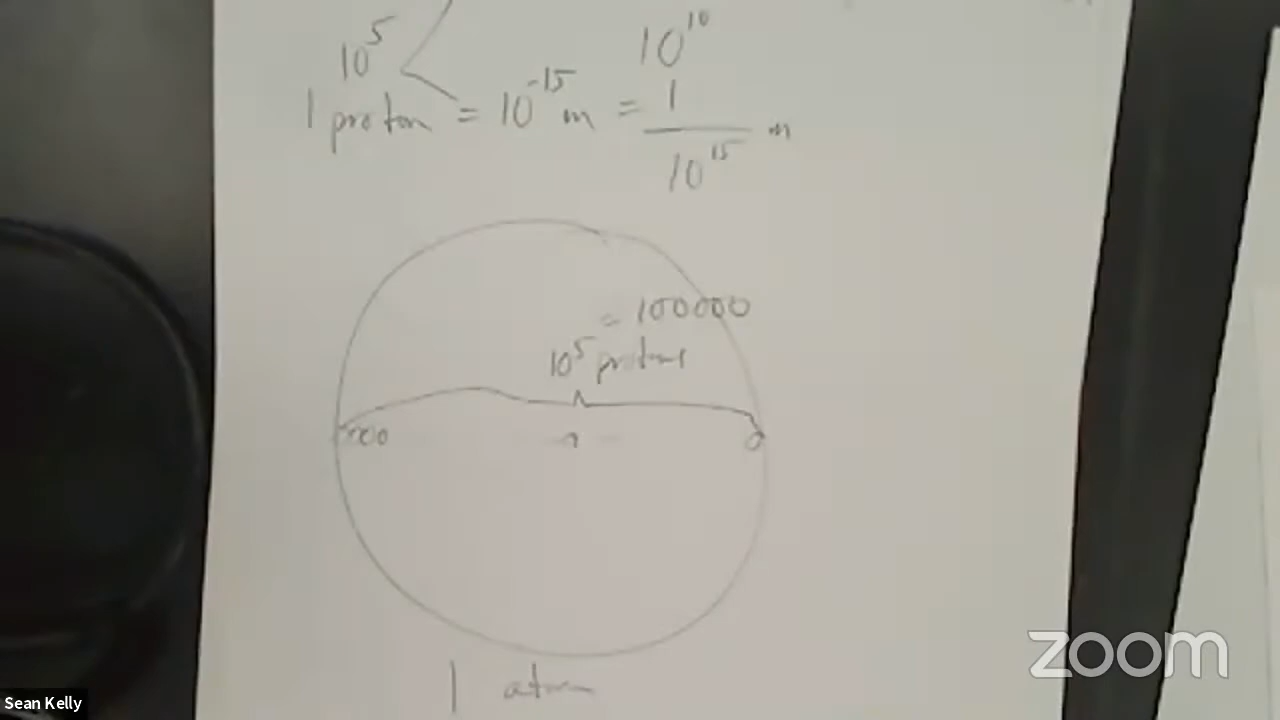 10^10
10^5
1 proton = 10^-15 m = 1/10^15 m
= 100000
10^5 protons
1 atom
zoom
Sean Kelly